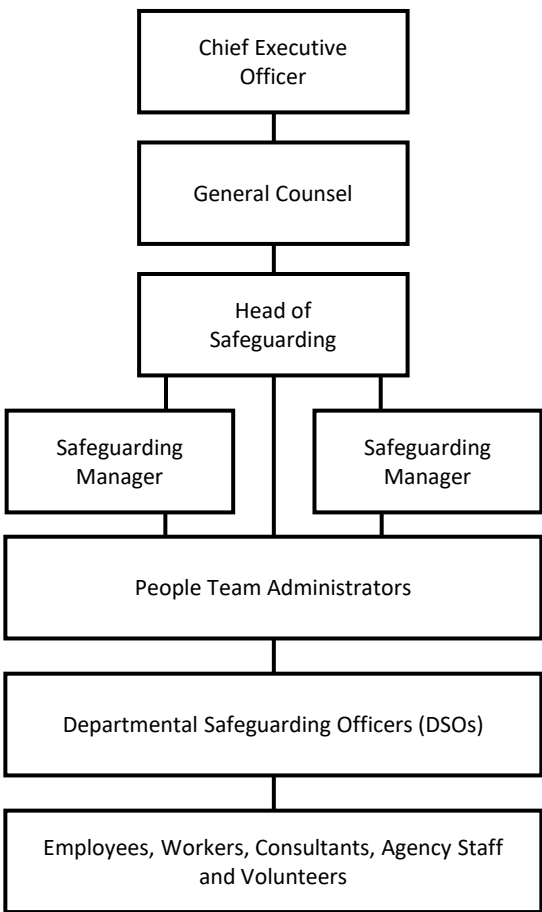 Chief Executive
Officer
General Counsel
Head of
Safeguarding
Safeguarding
Manager
Safeguarding
Manager
People Team Administrators
Departmental Safeguarding Officers (DSOs)
Employees, Workers, Consultants, Agency Staff
and Volunteers